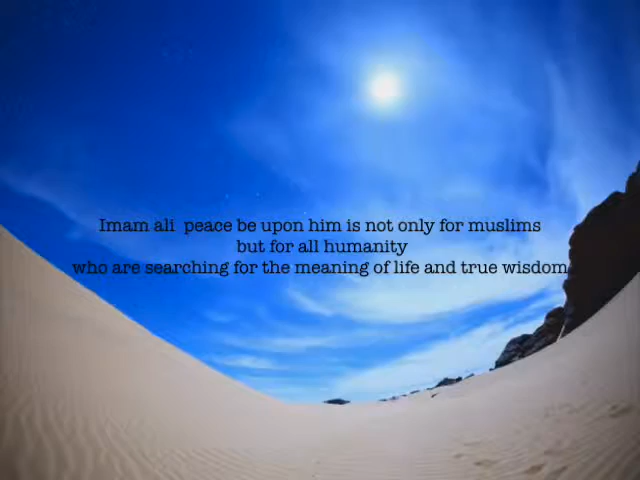 Imam ali peace be upon him is not only for muslims
but for all humanity
who are searching for the meaning of life and true wisdom